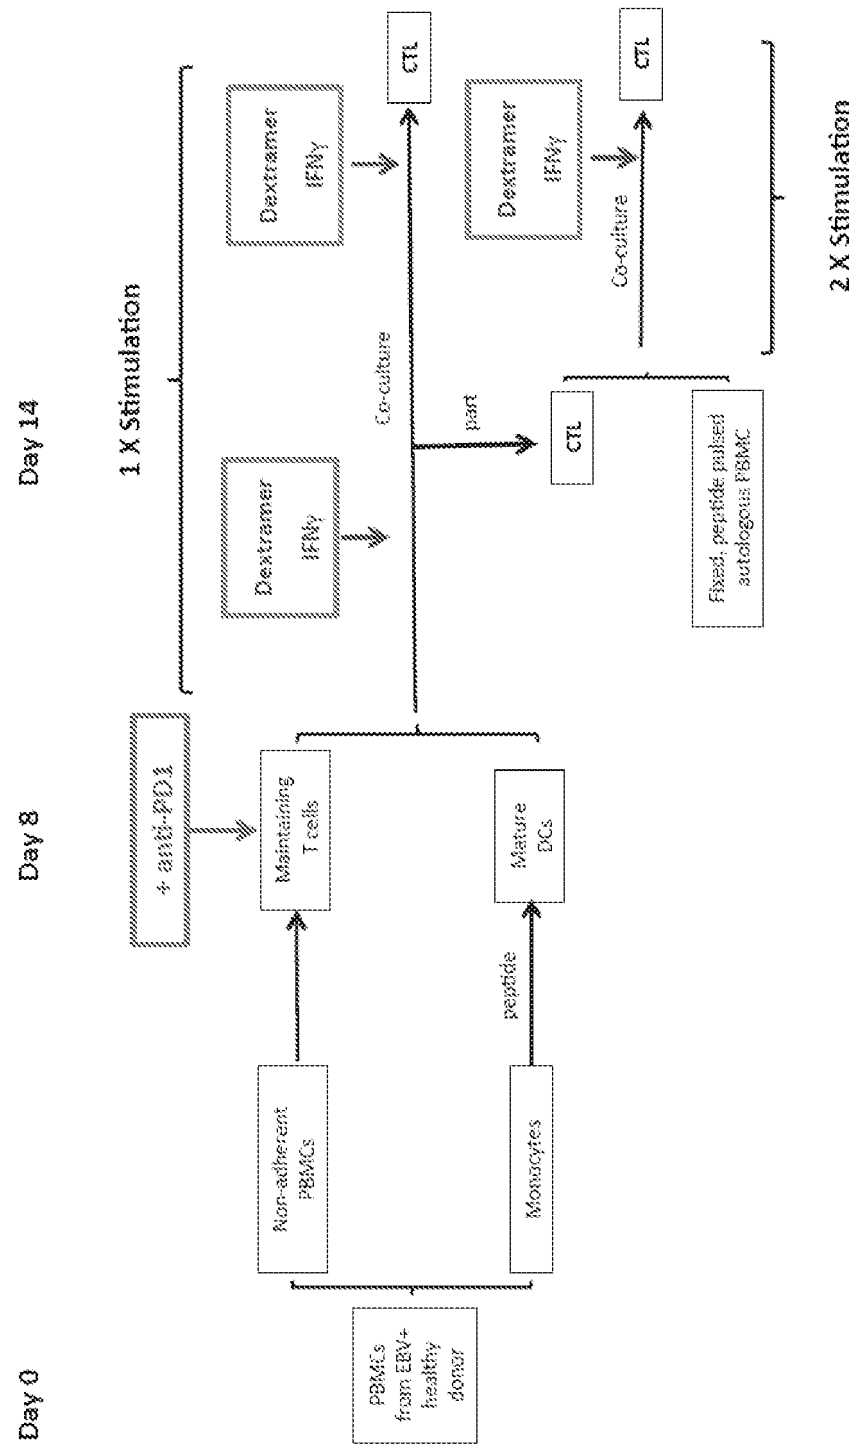 Day 0
Day 8
Day 14
1 X Stimulation
+ anti-PD1
PBMCs
from EBV+
healthy
donor
Non-adherent
PBMCs
Monocytes
peptide
Maintaining
T cells
Mature
DCs
Dextramer
IFNγ
Co-culture
Dextramer
IFNγ
CTL
part
CTL
Fixed, peptide pulsed
autologous PBMC
Co-culture
Dextramer
IFNγ
CTL
2 X Stimulation